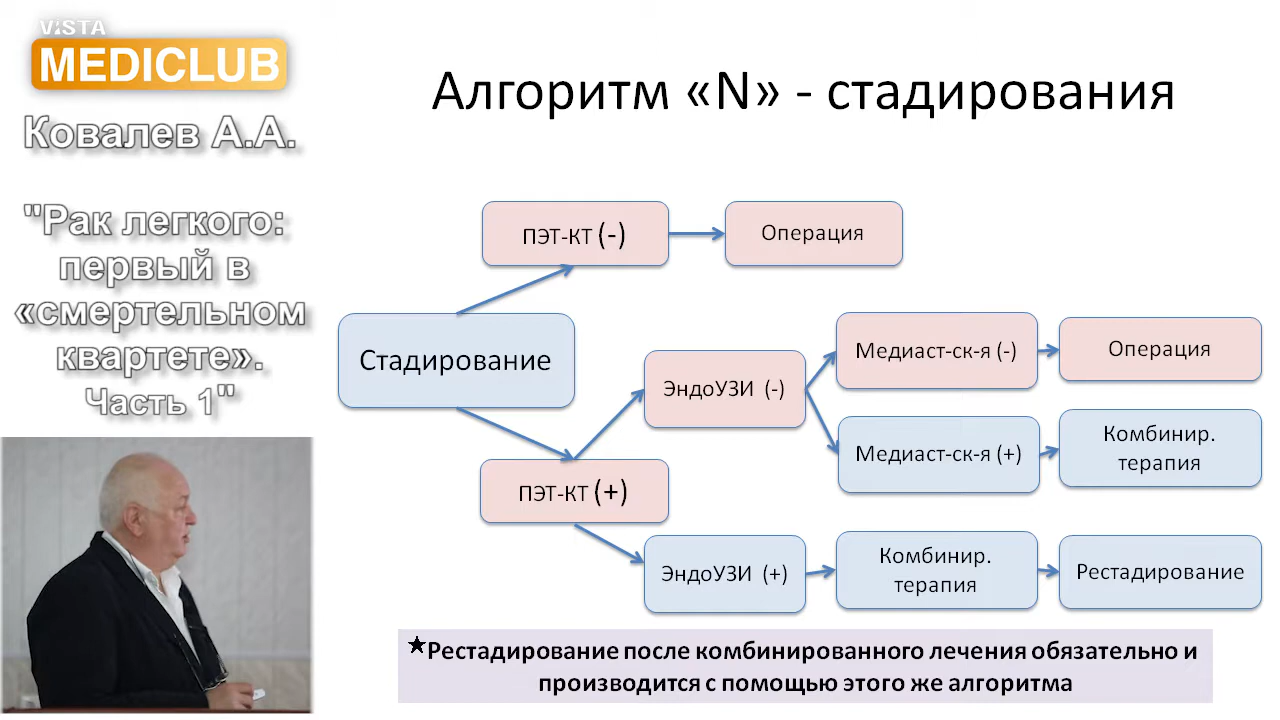 VISTA
MEDICLUB
Ковалев А.А.
"Рак легкого:
первый в
«смертельном
квартете».
Часть 1"
Алгоритм «N» - стадирования
ПЭТ-КТ (-)
Операция
Стадирование
ЭндоУЗИ (-)
Медиаст-ск-я (-)
Операция
Медиаст-ск-я (+)
Комбинир.
терапия
ПЭТ-КТ (+)
ЭндоУЗИ (+)
Комбинир.
терапия
Рестадирование
★Рестадирование после комбинированного лечения обязательно и
производится с помощью этого же алгоритма